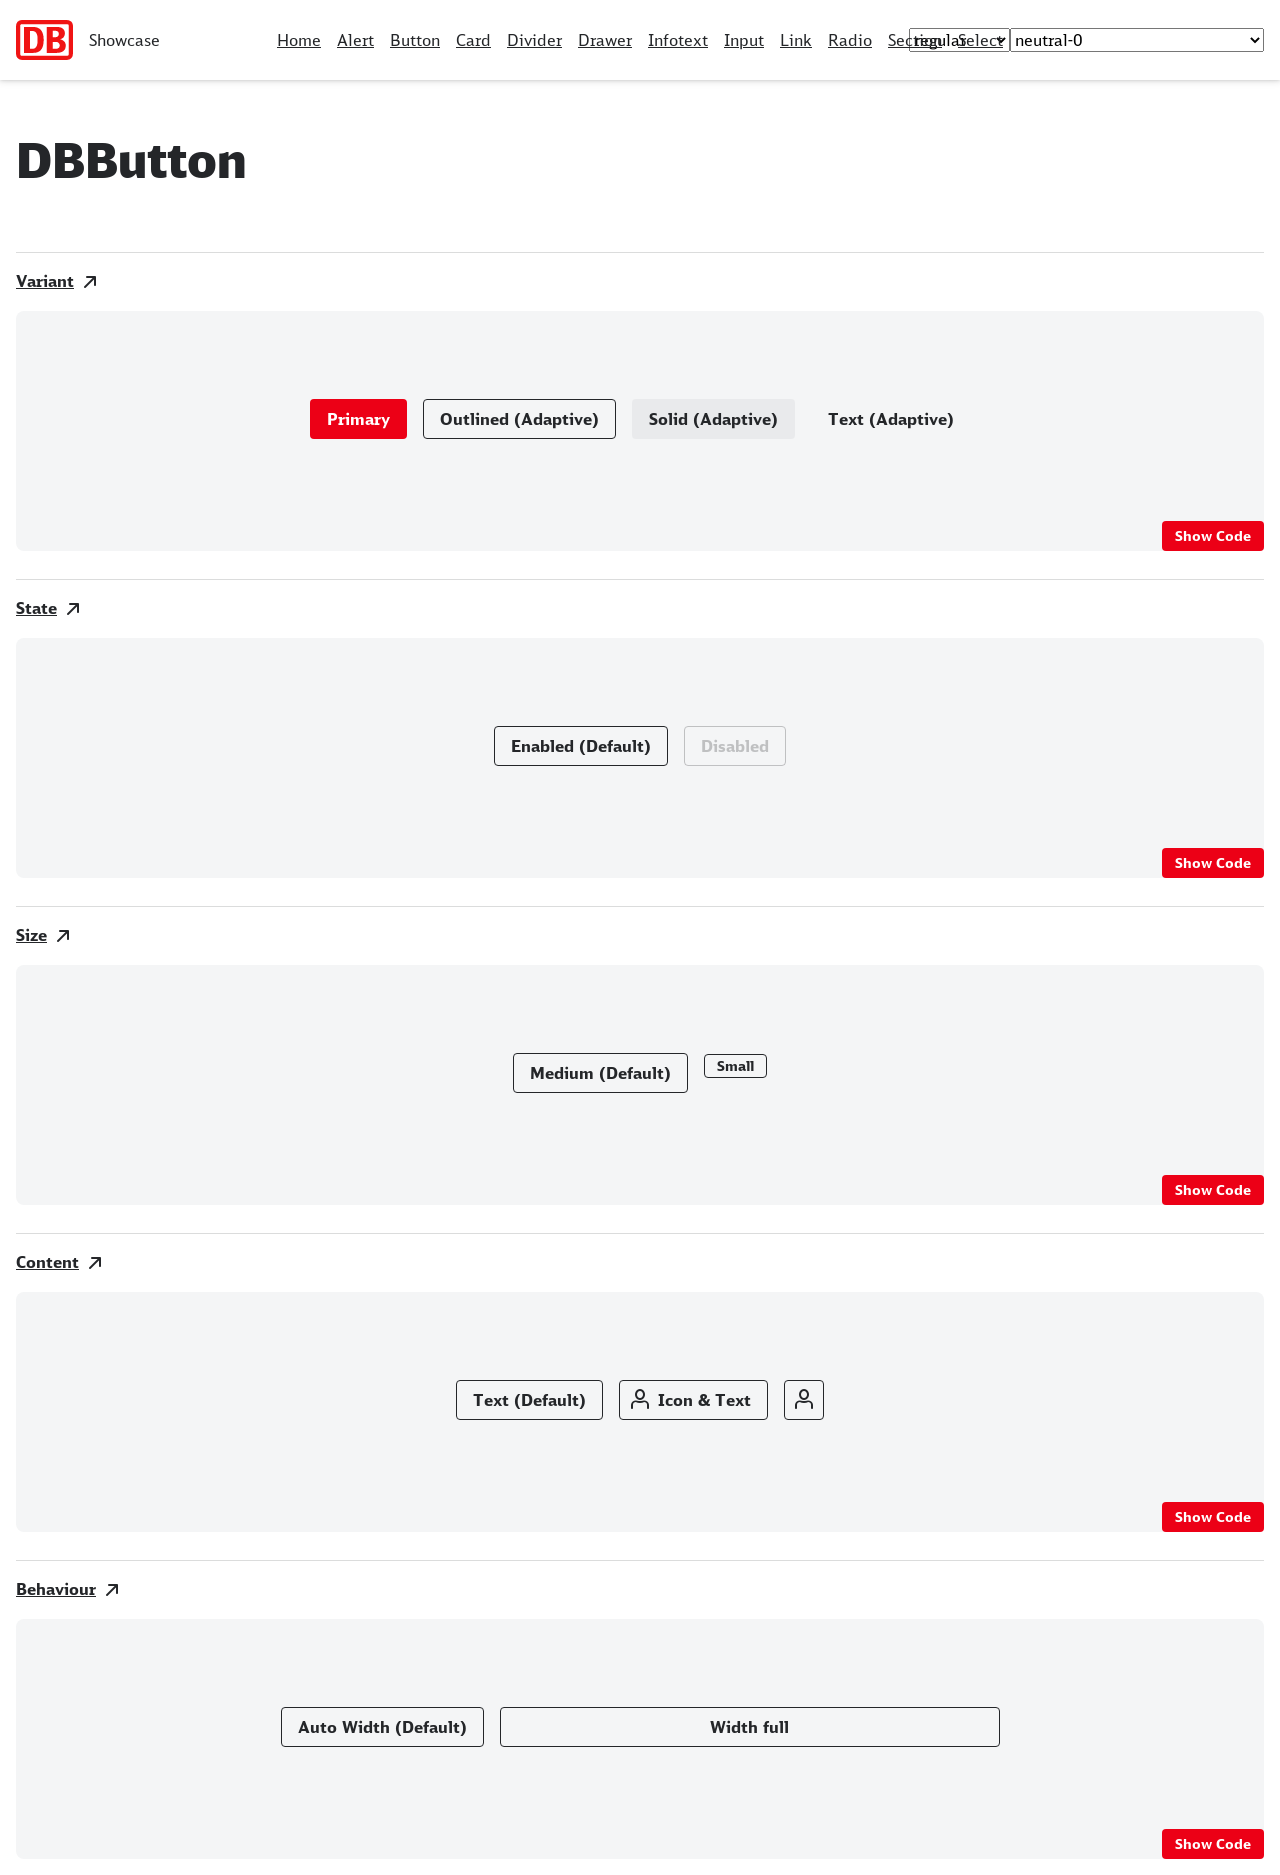 DB Showcase Home Alert Button Card Divider Drawer Infotext Input Link Radio Section Select regular neutral-0
DBButton
Variant
Primary Outlined (Adaptive) Solid (Adaptive) Text (Adaptive)
Show Code
State
Enabled (Default) Disabled
Show Code
Size
Medium (Default) Small
Show Code
Content
Text (Default) Icon & Text
Show Code
Behaviour
Auto Width (Default) Width full
Show Code